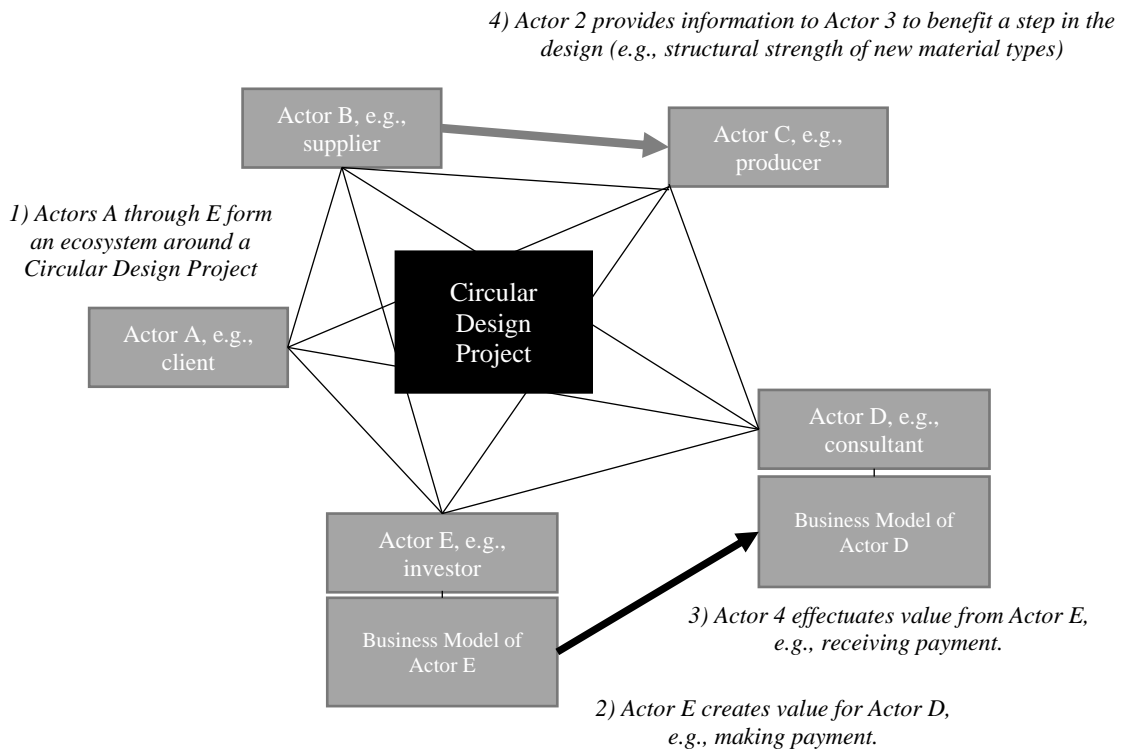 4) Actor 2 provides information to Actor 3 to benefit a step in the
design (e.g., structural strength of new material types)
Actor B, e.g.,
supplier
Actor C, e.g.,
producer
1) Actors A through E form
an ecosystem around a
Circular Design Project
Circular
Design
Project
Actor A, e.g.,
client
Actor D, e.g.,
consultant
Business Model of
Actor D
Actor E, e.g.,
investor
Business Model of
Actor E
3) Actor 4 effectuates value from Actor E,
e.g., receiving payment.
2) Actor E creates value for Actor D,
e.g., making payment.